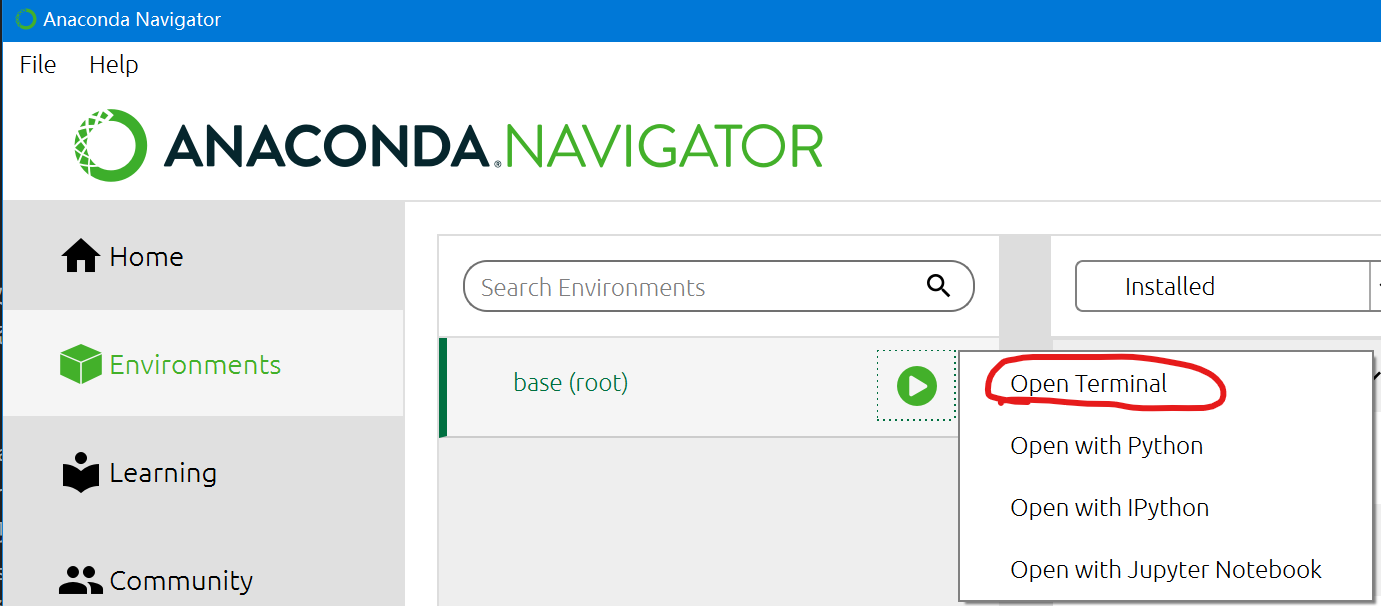 Anaconda Navigator
File Help
ANACONDA.NAVIGATOR
Home
Environments
Learning
Community
Search Environments
base (root)
Installed
Open Terminal
Open with Python
Open with IPython
Open with Jupyter Notebook